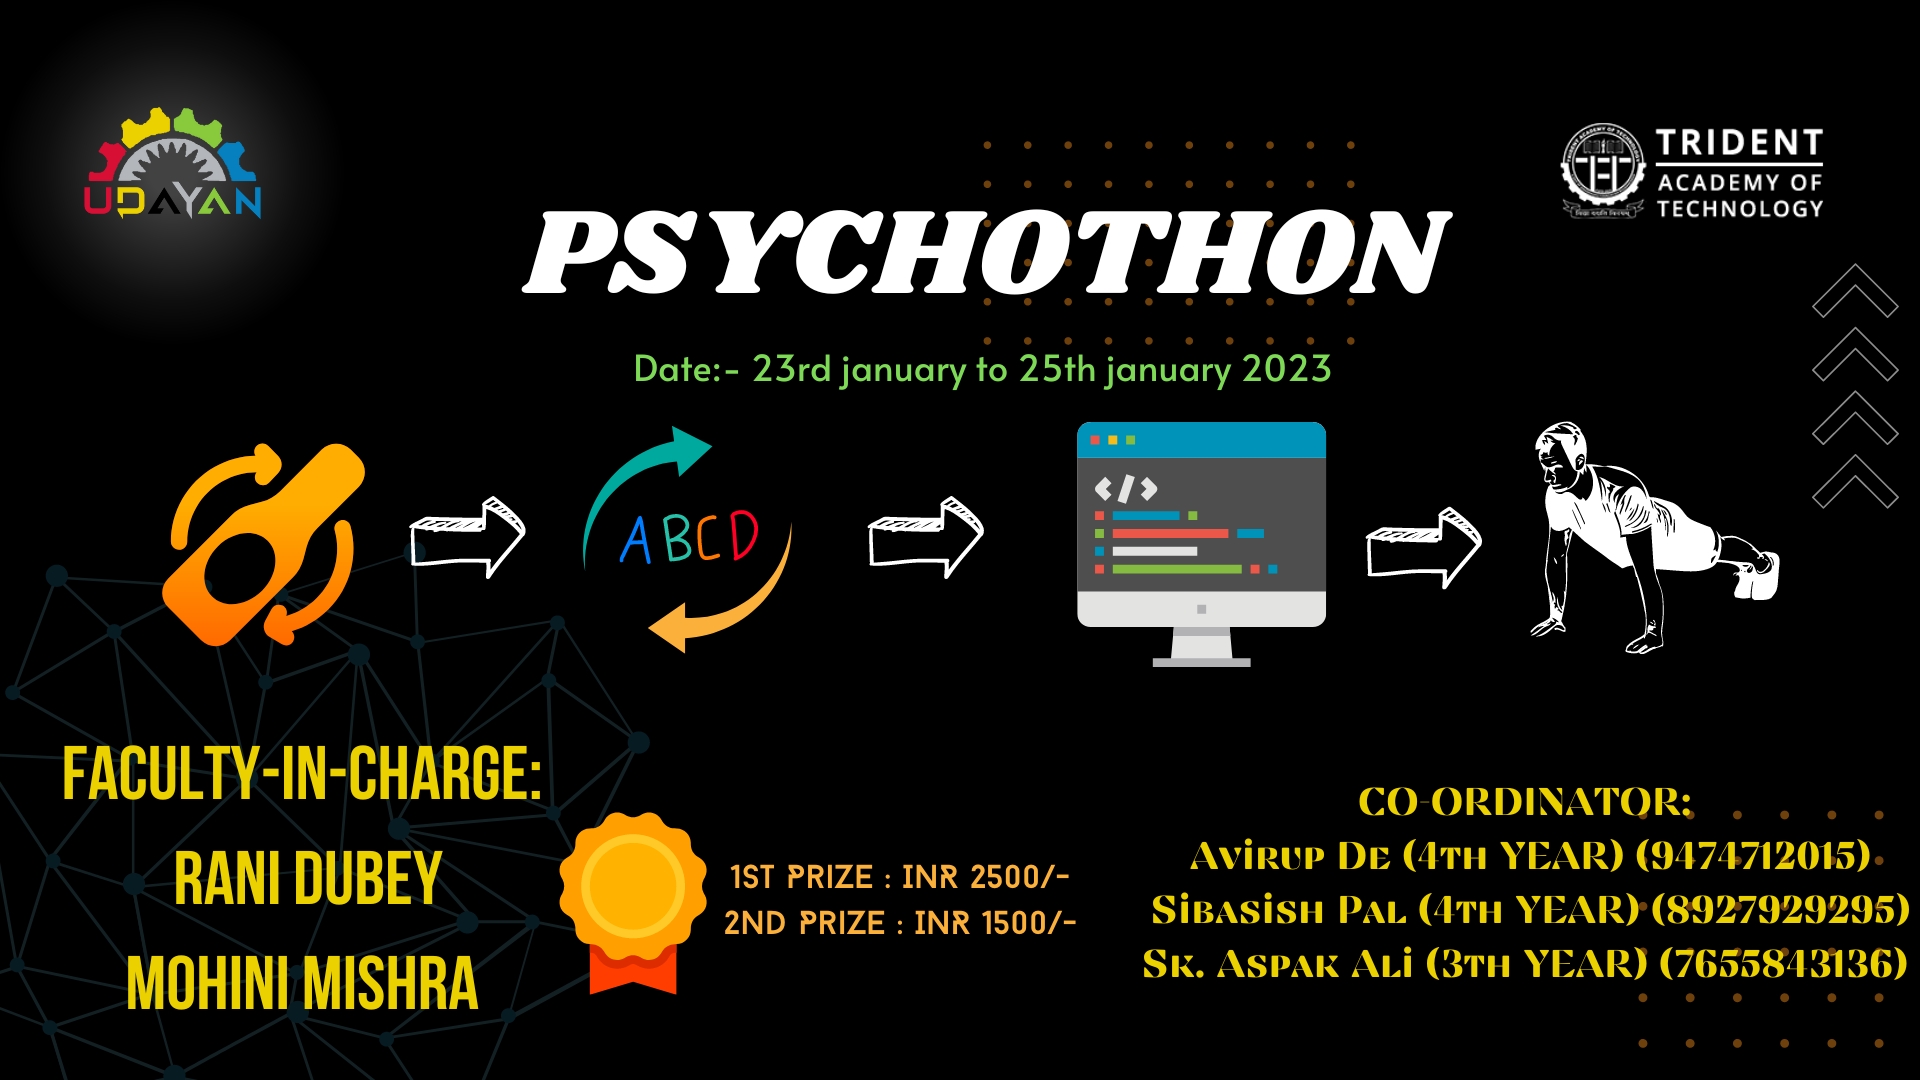 UDAYAN
TRIDENT
ACADEMY OF
TECHNOLOGY
PSYCHOTHON
Date:- 23rd january to 25th january 2023
A B C D
</>
FACULTY-IN-CHARGE:
RANI DUBEY
MOHINI MISHRA
1ST PRIZE : INR 2500/-
2ND PRIZE : INR 1500/-
CO-ORDINATOR:
Avirup De (4th YEAR) (9474712015)
Sibasish Pal (4th YEAR) (8927929295)
Sk. Aspak Ali (3th YEAR) (7655843136)